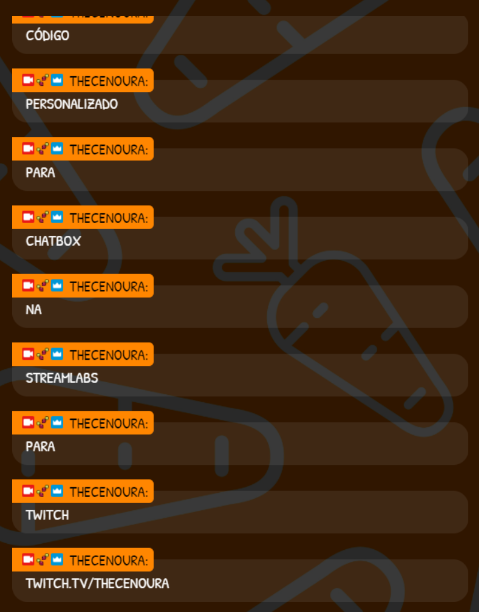 CÓDIGO
THECENOURA:
PERSONALIZADO
THECENOURA:
PARA
THECENOURA:
CHATBOX
THECENOURA:
NA
THECENOURA:
STREAMLABS
THECENOURA:
PARA
THECENOURA:
TWITCH
THECENOURA:
TWITCH.TV/THECENOURA